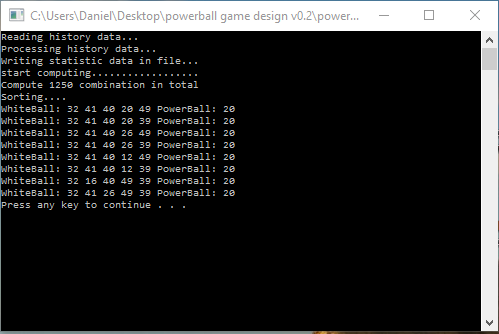 C:\Users\Daniel\Desktop\powerball game design v0.2\power...
Reading history data...
Processing history data...
Writing statistic data in file...
start computing..................
Compute 1250 combination in total
Sorting....
WhiteBall: 32 41 40 20 49 PowerBall: 20
WhiteBall: 32 41 40 20 39 PowerBall: 20
WhiteBall: 32 41 40 26 49 PowerBall: 20
WhiteBall: 32 41 40 26 39 PowerBall: 20
WhiteBall: 32 41 40 12 49 PowerBall: 20
WhiteBall: 32 41 40 12 39 PowerBall: 20
WhiteBall: 32 16 40 49 39 PowerBall: 20
WhiteBall: 32 41 26 49 39 PowerBall: 20
Press any key to continue . . .